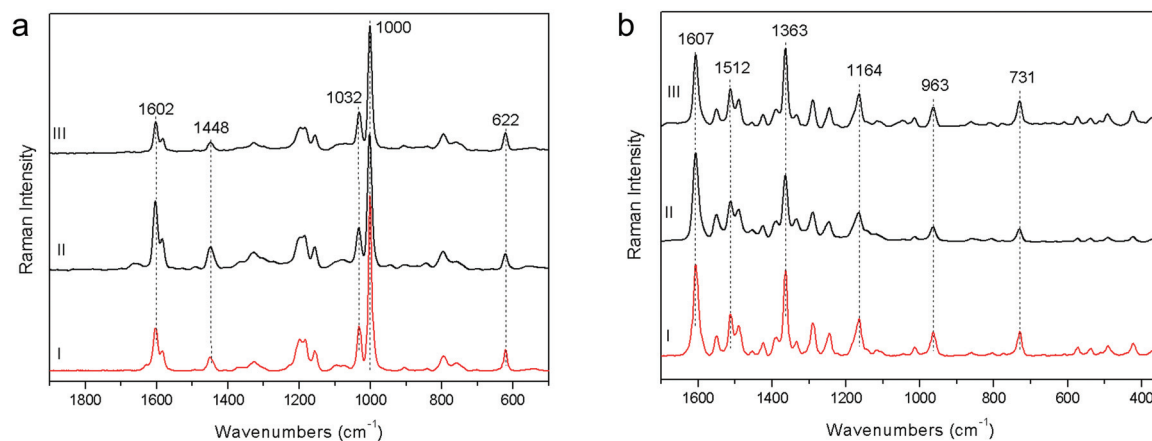 a
1000
1602
1448
1032
622
III
II
I
Raman Intensity
1800 1600 1400 1200 1000 800 600
Wavenumbers (cm⁻¹)
b
1607
1512
1363
1164
963
731
III
II
I
Raman Intensity
1600 1400 1200 1000 800 600 400
Wavenumbers (cm⁻¹)